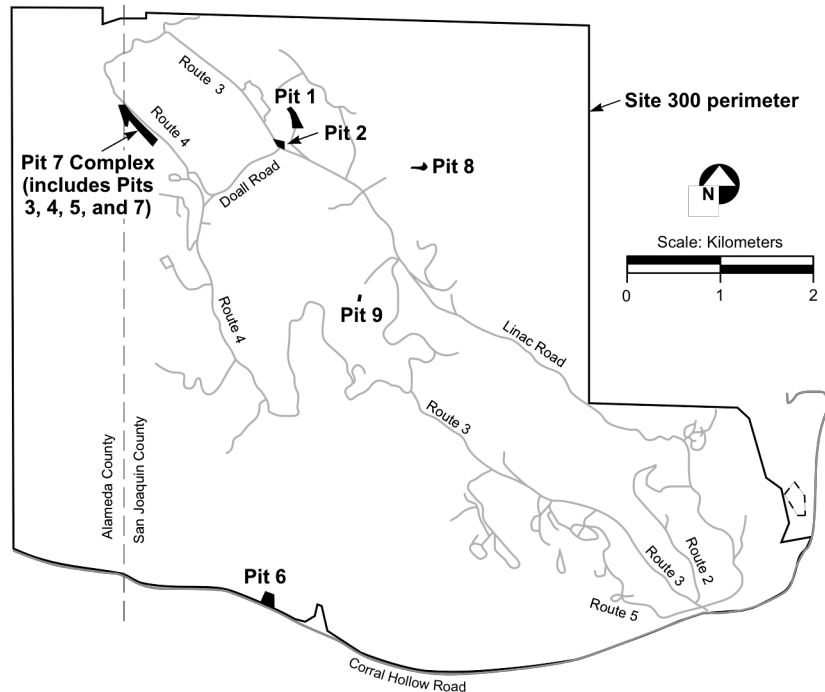 Route 3
Pit 1
Site 300 perimeter
Route 4
Pit 2
Pit 7 Complex
(includes Pits
3, 4, 5, and 7)
Pit 8
Doall Road
N
Scale: Kilometers
0 1 2
Pit 9
Route 4
Linac Road
Route 3
Alameda County
San Joaquin County
Route 2
Route 3
Pit 6
Route 5
Corral Hollow Road